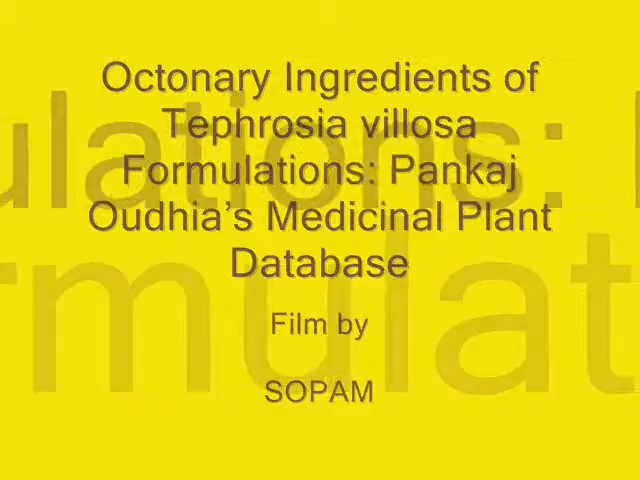 Octonary Ingredients of
Tephrosia villosa
Formulations: Pankaj
Oudhia’s Medicinal Plant
Database
Film by
SOPAM